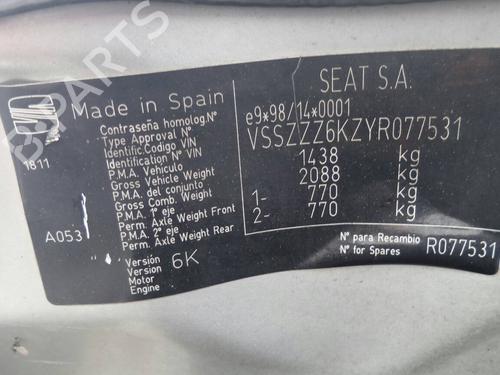 B-PARTS
SEAT S.A.
Made in Spain
e9*98/14*0001
Contraseña homolog.Nº
Type Approval Nº
VSSZZZ6KZYR077531
Identific.Codigo VIN
Identification Nº VIN
1811
P.M.A. Vehículo
Gross Vehicle Weight
1438 kg
P.M.A. del conjunto
Gross Comb. Weight
2088 kg
P.M.A. 1º eje
Perm. Axle Weight Front
1- 770 kg
P.M.A. 2º eje
Perm. Axle Weight Rear
2- 770 kg
A053
Versión
Version
6K
Motor
Engine
Nº para Recambio
Nº for Spares
R077531